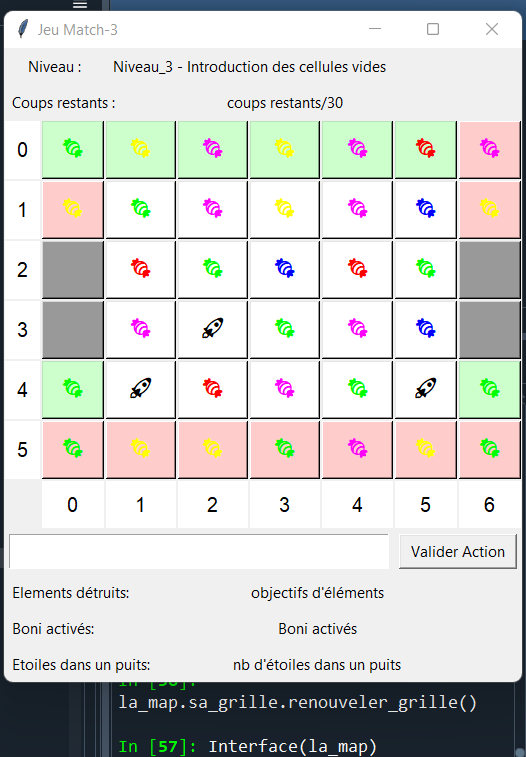 Jeu Match-3
Niveau : Niveau_3 - Introduction des cellules vides
Coups restants : coups restants/30
0
1
2
3
4
5
0 1 2 3 4 5 6
Valider Action
Elements détruits: objectifs d'éléments
Boni activés: Boni activés
Etoiles dans un puits: nb d'étoiles dans un puits
In [56]:
la_map.sa_grille.renouveler_grille()
In [57]: Interface(la_map)